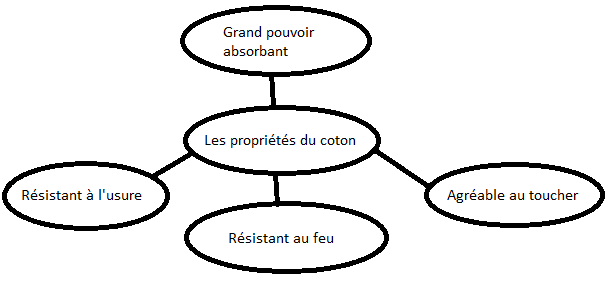 Grand pouvoir
absorbant
Les propriétés du coton
Résistant à l'usure
Agréable au toucher
Résistant au feu